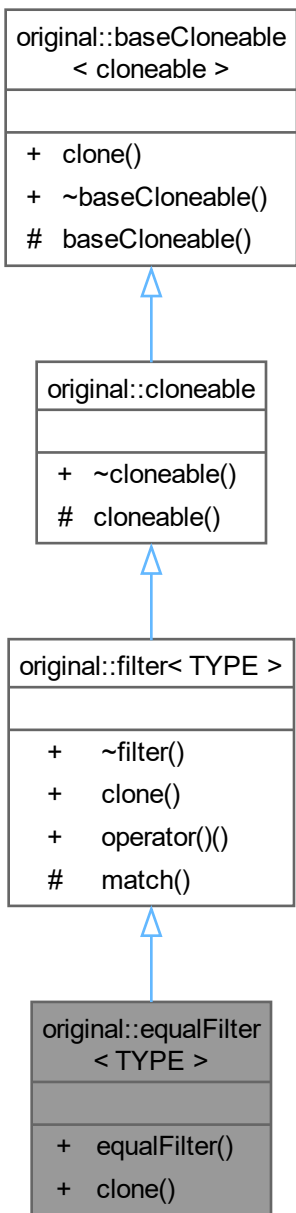 original::baseCloneable
< cloneable >
+ clone()
+ ~baseCloneable()
# baseCloneable()
original::cloneable
+ ~cloneable()
# cloneable()
original::filter< TYPE >
+ ~filter()
+ clone()
+ operator()()
# match()
original::equalFilter
< TYPE >
+ equalFilter()
+ clone()